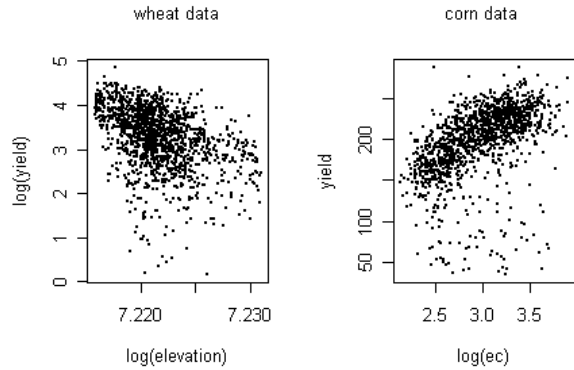 wheat data
log(yield)
5
4
3
2
1
0
7.220
7.230
log(elevation)
corn data
yield
200
100
50
2.5
3.0
3.5
log(ec)